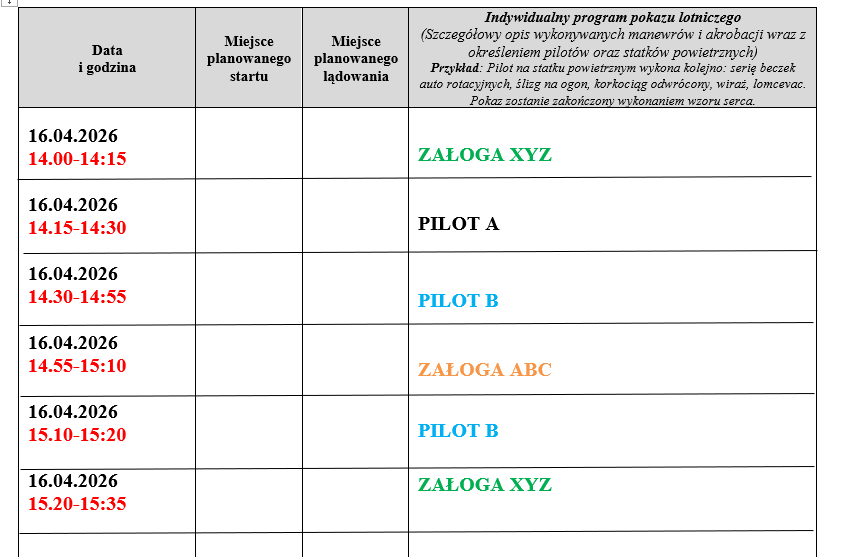 Data
i godzina
Miejsce
planowanego
startu
Miejsce
planowanego
lądowania
Indywidualny program pokazu lotniczego
(Szczegółowy opis wykonywanych manewrów i akrobacji wraz z
określeniem pilotów oraz statków powietrznych)
Przykład: Pilot na statku powietrznym wykona kolejno: serię beczek
auto rotacyjnych, ślizg na ogon, korkociąg odwrócony, wiraż, lomcevac.
Pokaz zostanie zakończony wykonaniem wzoru serca.
16.04.2026
14.00-14:15
ZAŁOGA XYZ
16.04.2026
14.15-14:30
PILOT A
16.04.2026
14.30-14:55
PILOT B
16.04.2026
14.55-15:10
ZAŁOGA ABC
16.04.2026
15.10-15:20
PILOT B
16.04.2026
15.20-15:35
ZAŁOGA XYZ